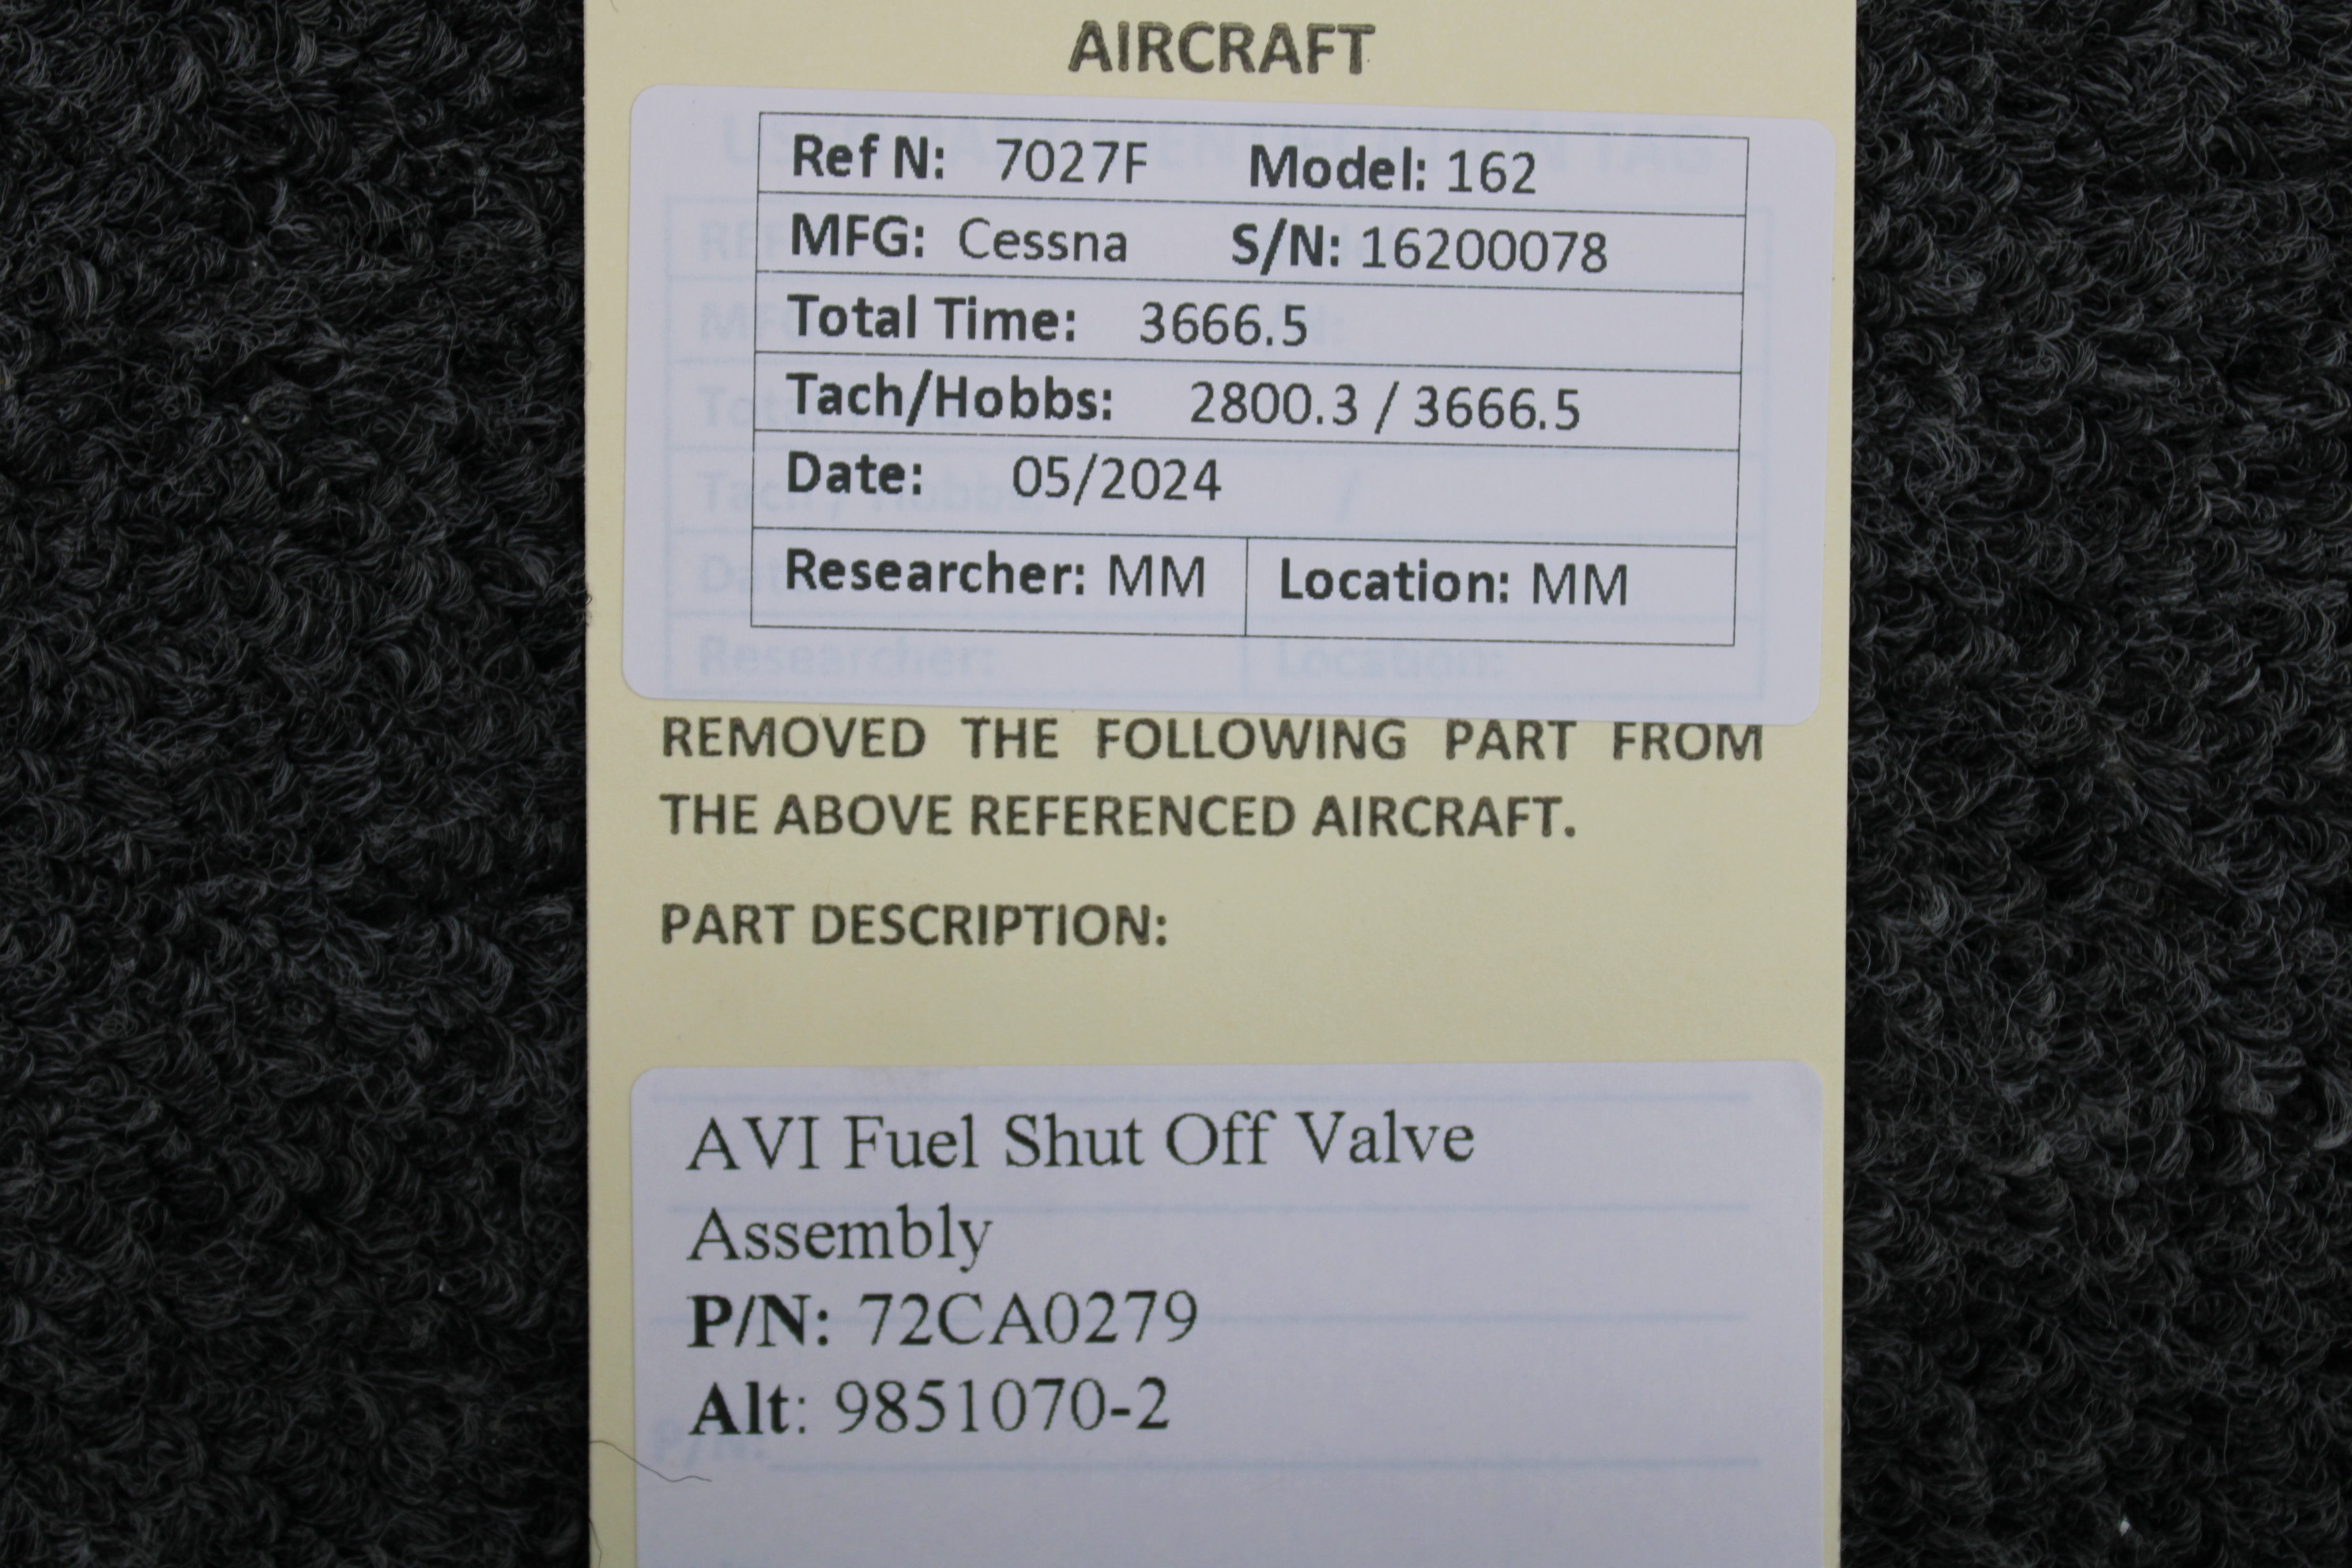 AIRCRAFT
Ref N: 7027F Model: 162
MFG: Cessna S/N: 16200078
Total Time: 3666.5
Tach/Hobbs: 2800.3 / 3666.5
Date: 05/2024
Researcher: MM Location: MM
Researcher: Location:
REMOVED THE FOLLOWING PART FROM
THE ABOVE REFERENCED AIRCRAFT.
PART DESCRIPTION:
AVI Fuel Shut Off Valve
Assembly
P/N: 72CA0279
Alt: 9851070-2
P/N: